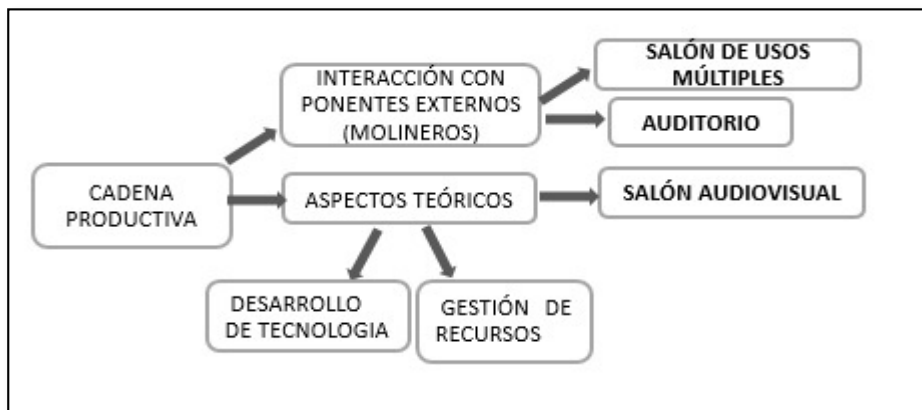 INTERACCIÓN CON
PONENTES EXTERNOS
(MOLINEROS)
SALÓN DE USOS
MÚLTIPLES
AUDITORIO
CADENA
PRODUCTIVA
ASPECTOS TEÓRICOS
SALÓN AUDIOVISUAL
DESARROLLO
DE TECNOLOGIA
GESTIÓN DE
RECURSOS